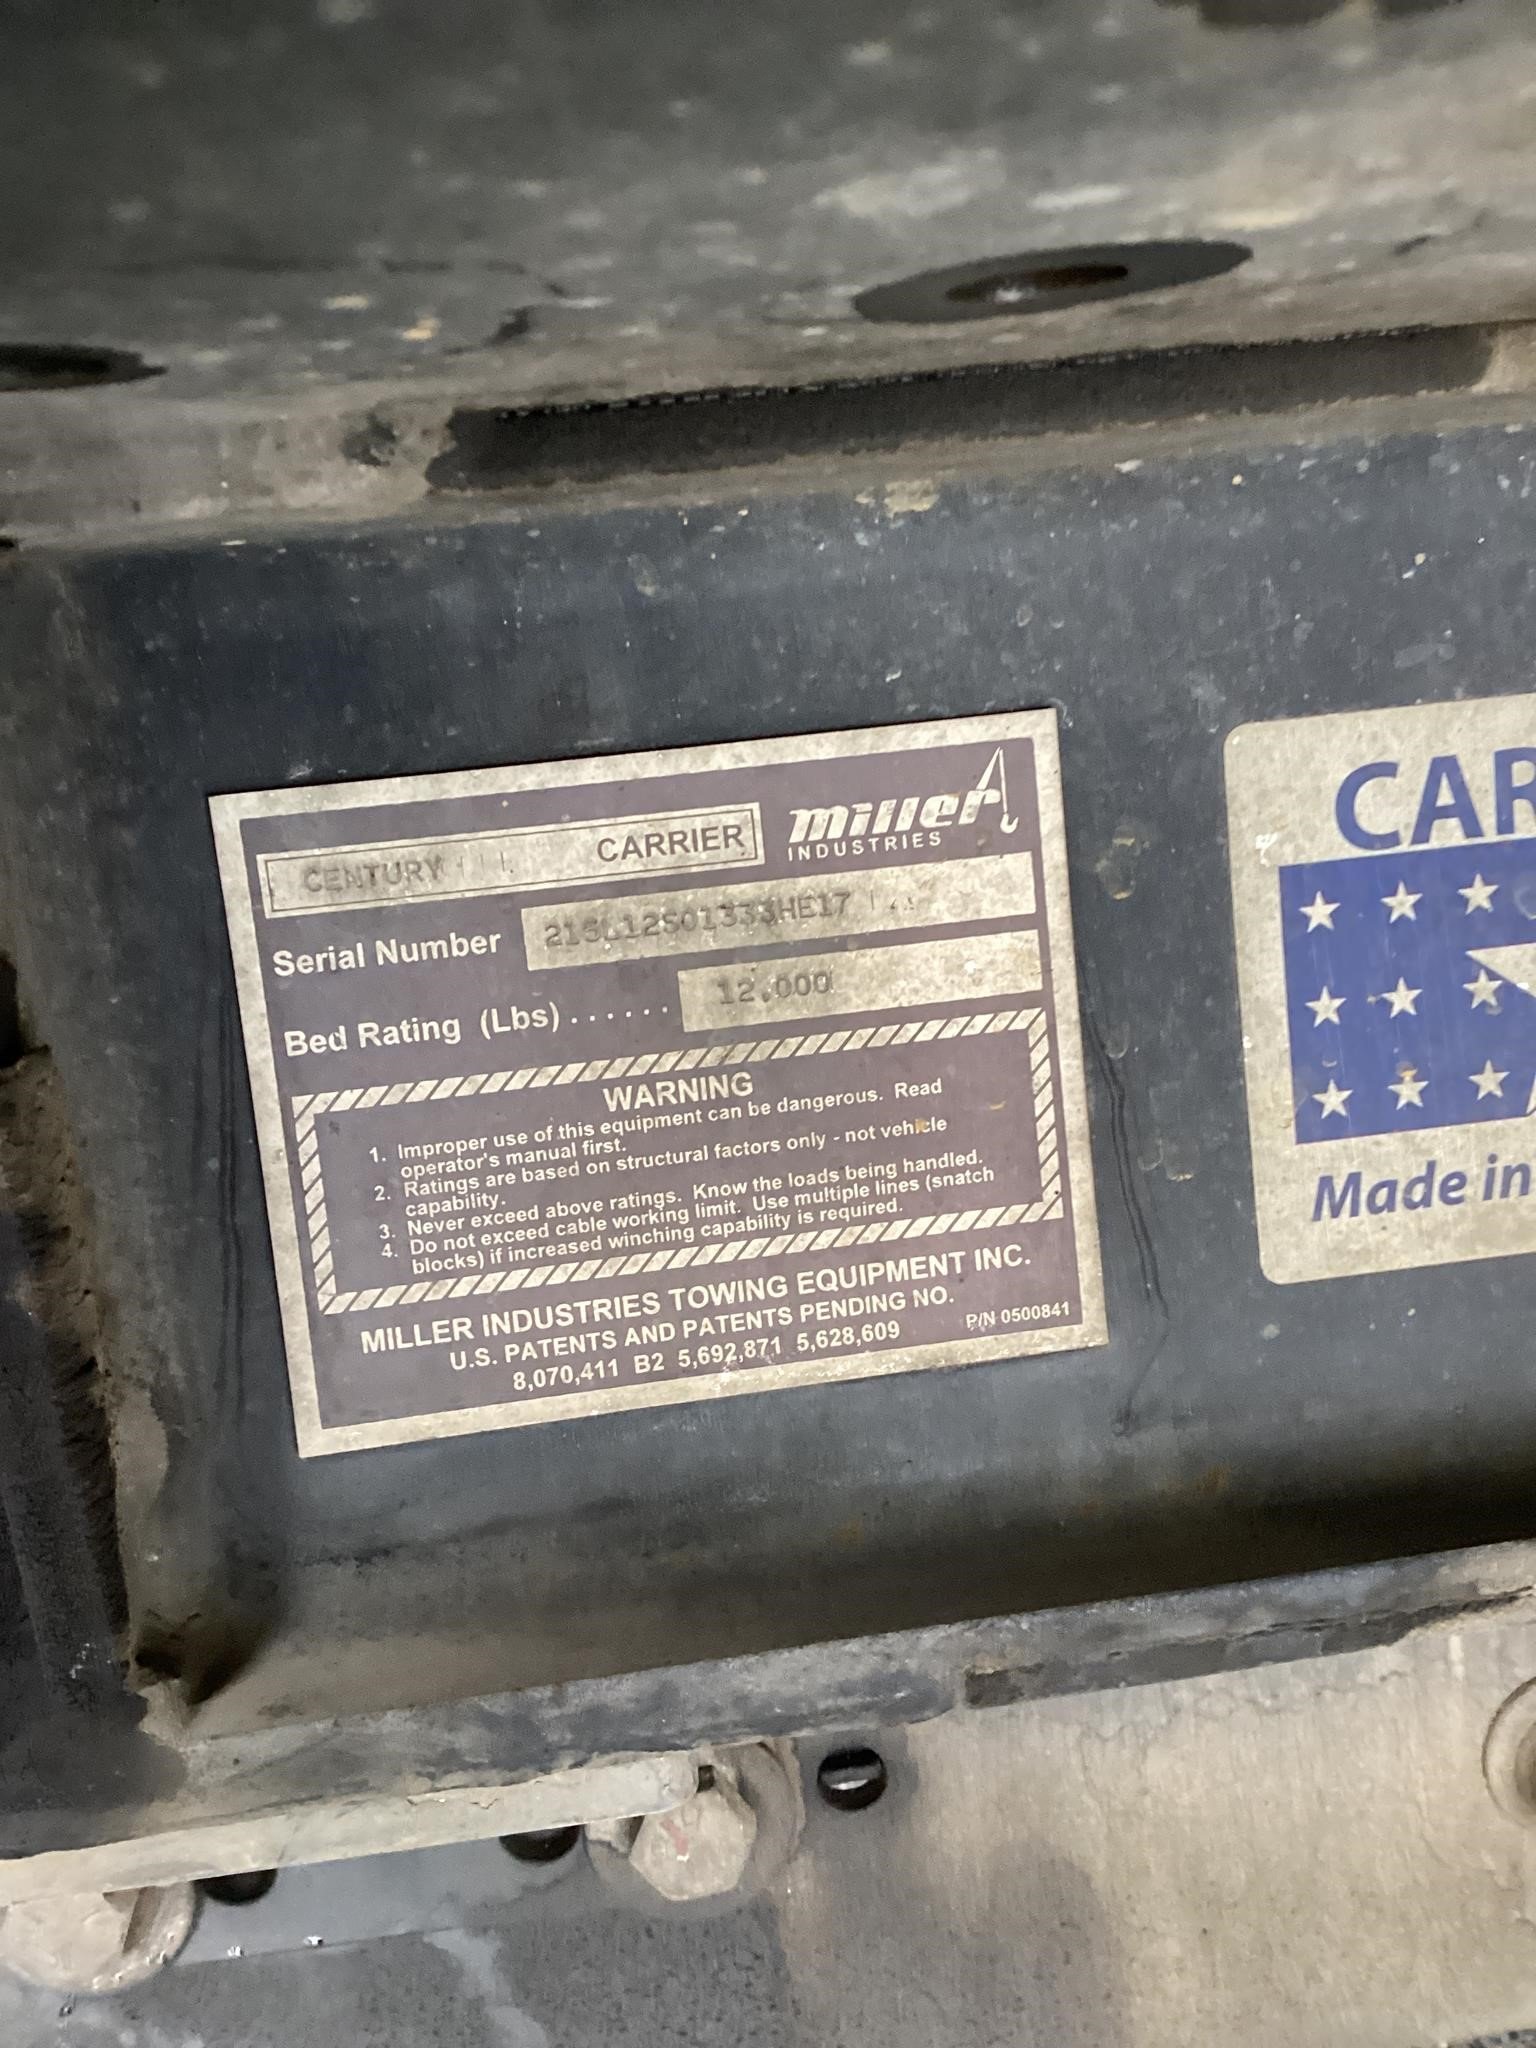 CENTURY CARRIER
miller
INDUSTRIES
Serial Number 215L12S01333HE17
Bed Rating (Lbs) ...... 12,000
WARNING
1. Improper use of this equipment can be dangerous. Read
operator's manual first.
2. Ratings are based on structural factors only - not vehicle
capability.
3. Never exceed above ratings. Know the loads being handled.
4. Do not exceed cable working limit. Use multiple lines (snatch
blocks) if increased winching capability is required.
MILLER INDUSTRIES TOWING EQUIPMENT INC.
U.S. PATENTS AND PATENTS PENDING NO.
8,070,411 B2 5,692,871 5,628,609
P/N 0500841
CAR
Made in